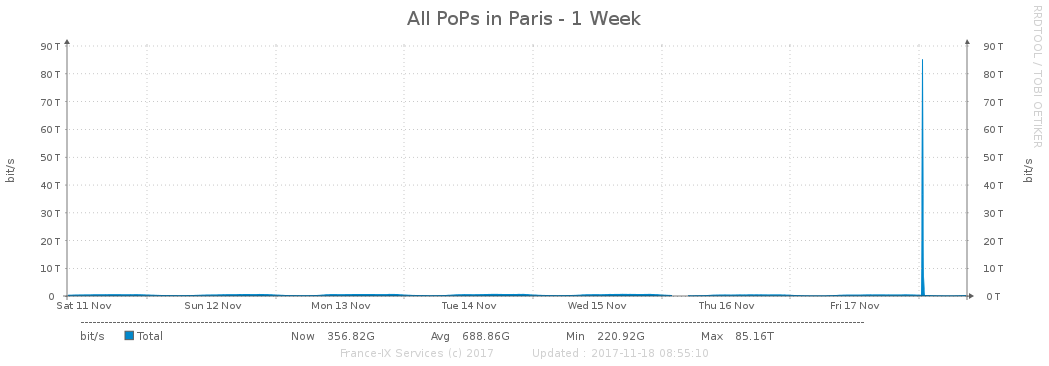 All PoPs in Paris - 1 Week
RRDTOOL / TOBI OETIKER
90 T 90 T
80 T 80 T
70 T 70 T
60 T 60 T
50 T 50 T
bit/s bit/s
40 T 40 T
30 T 30 T
20 T 20 T
10 T 10 T
0 0 T
Sat 11 Nov Sun 12 Nov Mon 13 Nov Tue 14 Nov Wed 15 Nov Thu 16 Nov Fri 17 Nov
bit/s Total Now 356.82G Avg 688.86G Min 220.92G Max 85.16T
France-IX Services (c) 2017 Updated : 2017-11-18 08:55:10